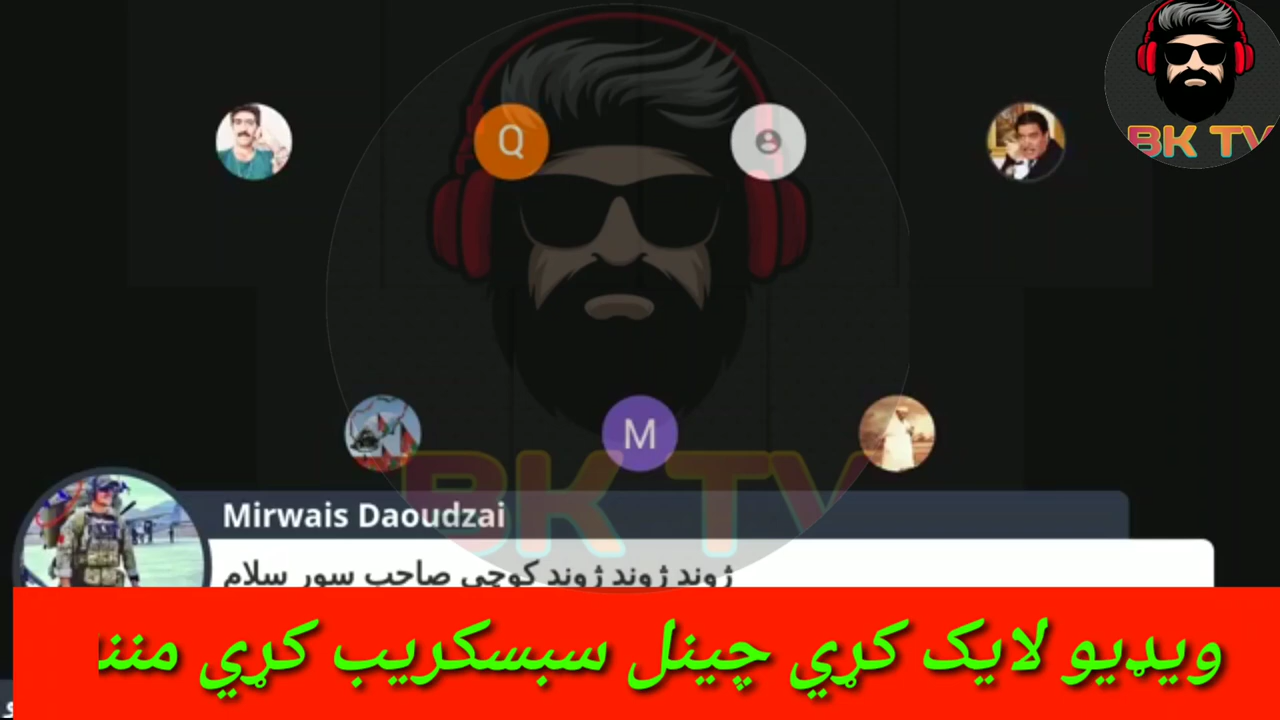 BK TV
Q
BK TV
M
Mirwais Daoudzai
ژوند ژوند ژوند کوچی صاحب سور سلام
ویډیو لایک کړي چینل سبسکریب کړي مننـ